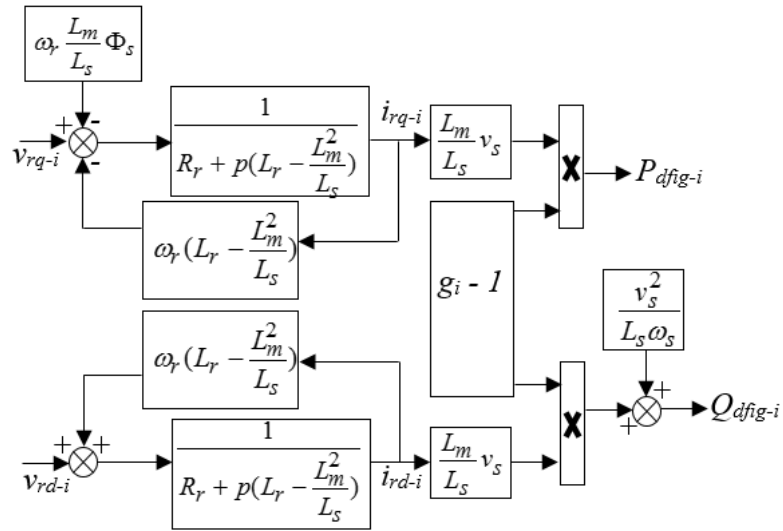 ω_r L_m/L_s Φ_s
+ -
v_rq-i
-
1/(R_r + p(L_r − L_m^2/L_s))
i_rq-i
L_m/L_s v_s
X
P_dfig-i
ω_r(L_r − L_m^2/L_s)
g_i - 1
v_s^2/(L_s ω_s)
ω_r(L_r − L_m^2/L_s)
+ +
v_rd-i
1/(R_r + p(L_r − L_m^2/L_s))
i_rd-i
L_m/L_s v_s
X
+
+
Q_dfig-i